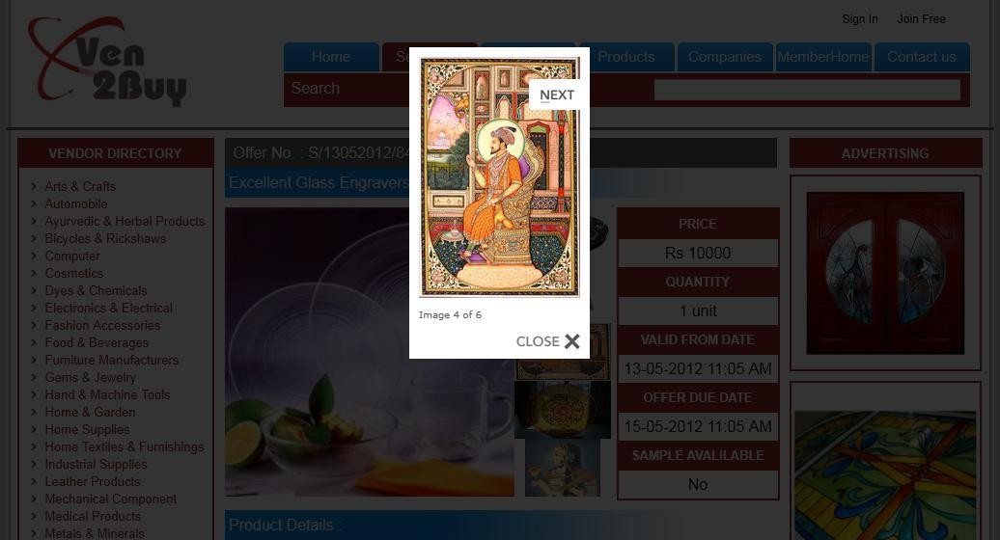 Sign In
Join Free
Ven
2Buy
Home
Products
Companies
MemberHome
Contact us
Search
NEXT
VENDOR DIRECTORY
Arts & Crafts
Automobile
Ayurvedic & Herbal Products
Bicycles & Rickshaws
Computer
Cosmetics
Dyes & Chemicals
Electronics & Electrical
Fashion Accessories
Food & Beverages
Furniture Manufacturers
Gems & Jewelry
Hand & Machine Tools
Home & Garden
Home Supplies
Home Textiles & Furnishings
Industrial Supplies
Leather Products
Mechanical Component
Medical Products
Metals & Minerals
Offer No. : S/13052012/84
Excellent Glass Engravers
Image 4 of 6
CLOSE
PRICE
Rs 10000
QUANTITY
1 unit
VALID FROM DATE
13-05-2012 11:05 AM
OFFER DUE DATE
15-05-2012 11:05 AM
SAMPLE AVALILABLE
No
Product Details :
ADVERTISING